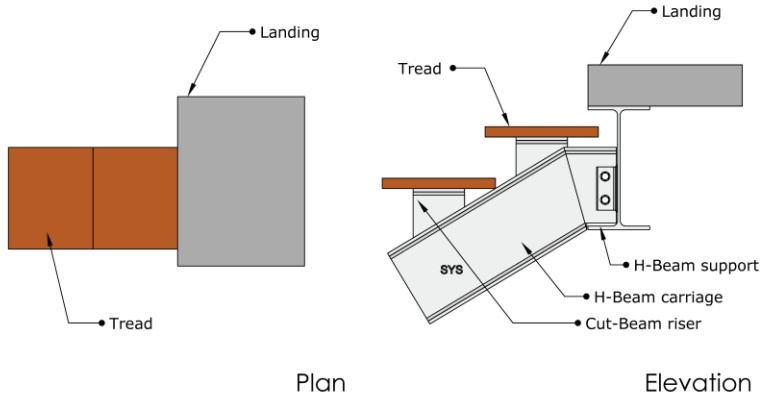 Landing
Tread
Plan
Landing
Tread
SYS
H-Beam support
H-Beam carriage
Cut-Beam riser
Elevation